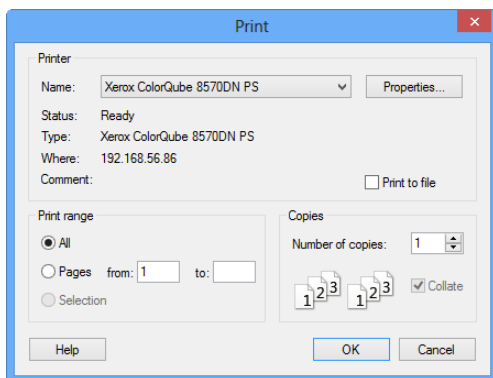 Print
Printer
Name: Xerox ColorQube 8570DN PS Properties...
Status: Ready
Type: Xerox ColorQube 8570DN PS
Where: 192.168.56.86
Comment: Print to file
Print range
All
Pages from: 1 to:
Selection
Copies
Number of copies: 1
1 2 3 1 2 3 Collate
Help OK Cancel